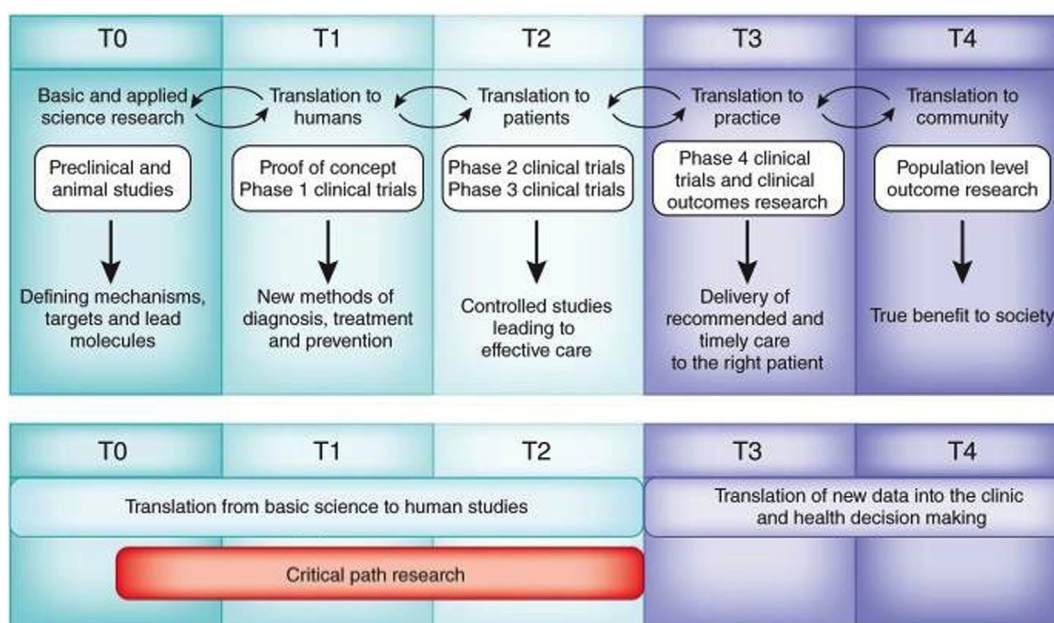 T0
T1
T2
T3
T4
Basic and applied
science research
Translation to
humans
Translation to
patients
Translation to
practice
Translation to
community
Preclinical and
animal studies
Proof of concept
Phase 1 clinical trials
Phase 2 clinical trials
Phase 3 clinical trials
Phase 4 clinical
trials and clinical
outcomes research
Population level
outcome research
Defining mechanisms,
targets and lead
molecules
New methods of
diagnosis, treatment
and prevention
Controlled studies
leading to
effective care
Delivery of
recommended and
timely care
to the right patient
True benefit to society
T0
T1
T2
T3
T4
Translation from basic science to human studies
Translation of new data into the clinic
and health decision making
Critical path research